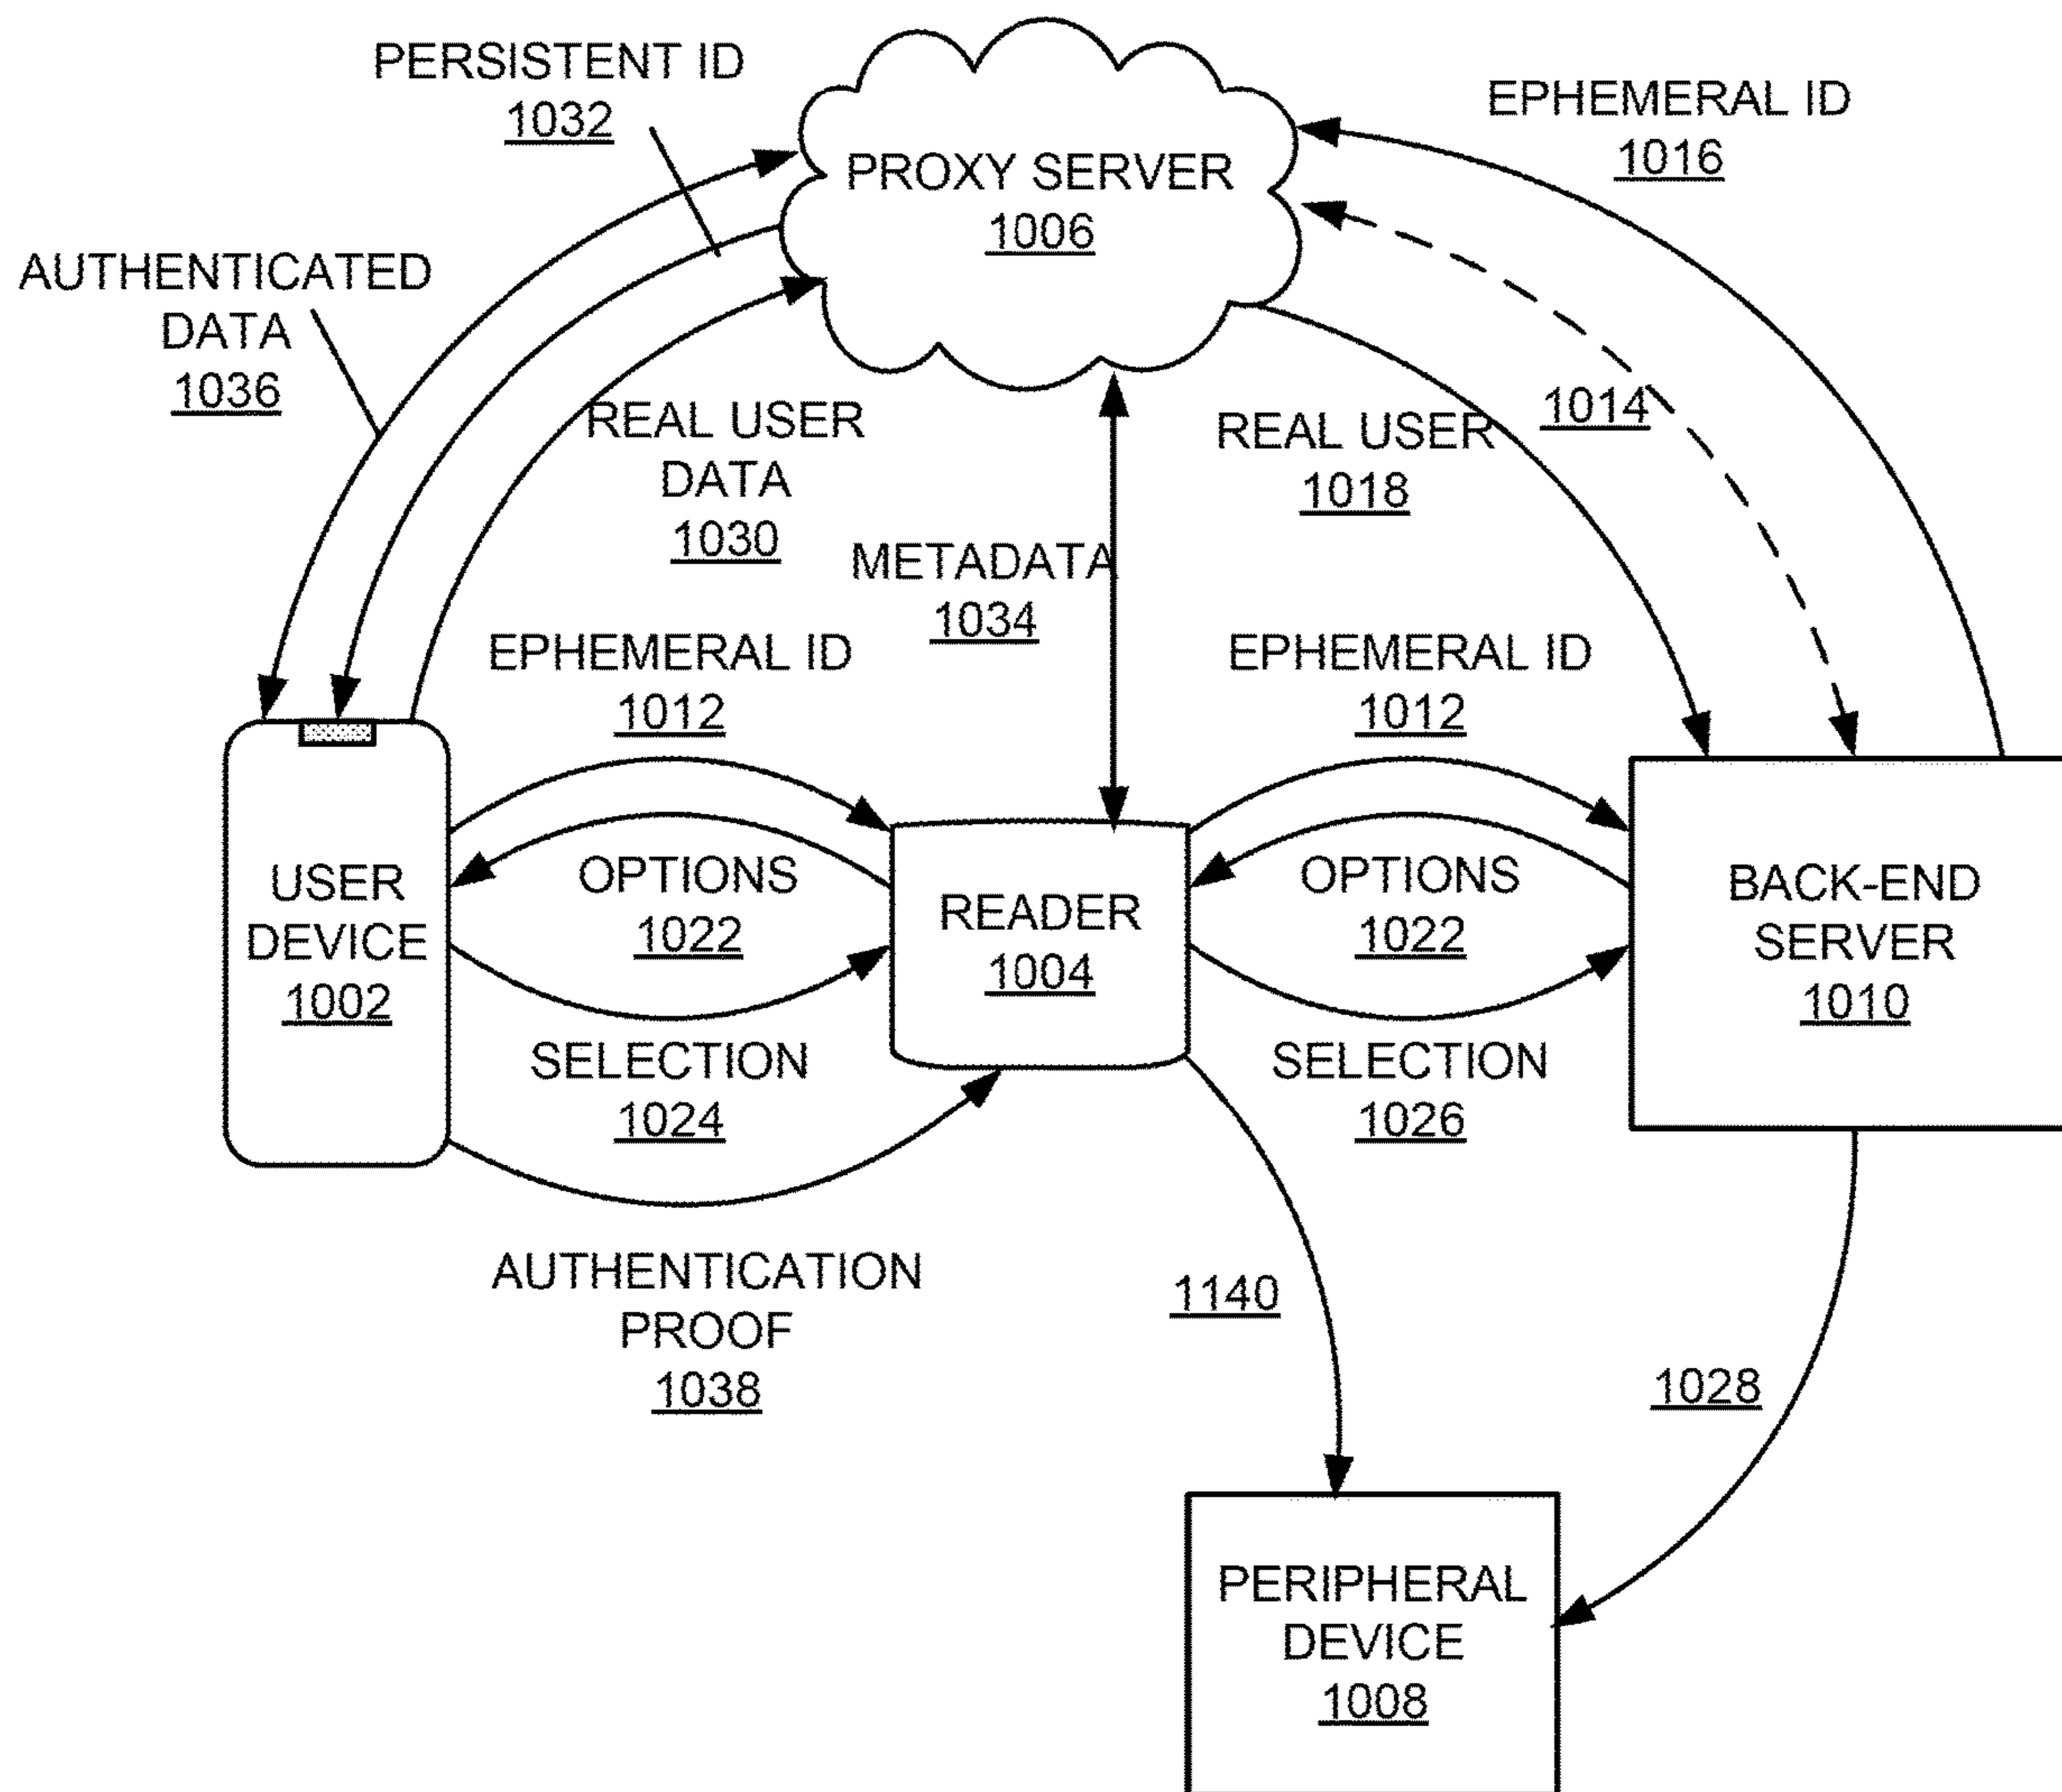 PERSISTENT ID
1032
EPHEMERAL ID
1016
PROXY SERVER
1006
AUTHENTICATED
DATA
1036
REAL USER
DATA
1030
REAL USER
1018
1014
METADATA
1034
EPHEMERAL ID
1012
EPHEMERAL ID
1012
USER
DEVICE
1002
OPTIONS
1022
READER
1004
OPTIONS
1022
BACK-END
SERVER
1010
SELECTION
1024
SELECTION
1026
AUTHENTICATION
PROOF
1038
1140
1028
PERIPHERAL
DEVICE
1008